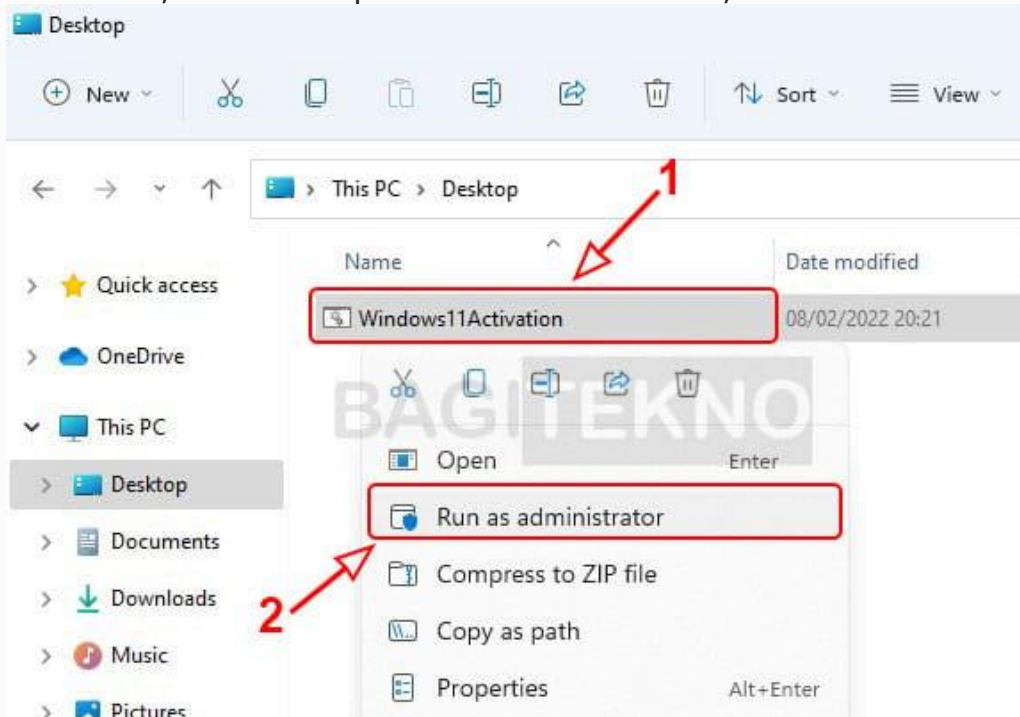 Desktop
New
Sort
View
This PC > Desktop
1
Name
Date modified
Quick access
Windows11Activation
08/02/2022 20:21
OneDrive
BAGITEKNO
This PC
Open Enter
Desktop
Run as administrator
Documents
Compress to ZIP file
Downloads
2
Copy as path
Music
Properties Alt+Enter
Pictures